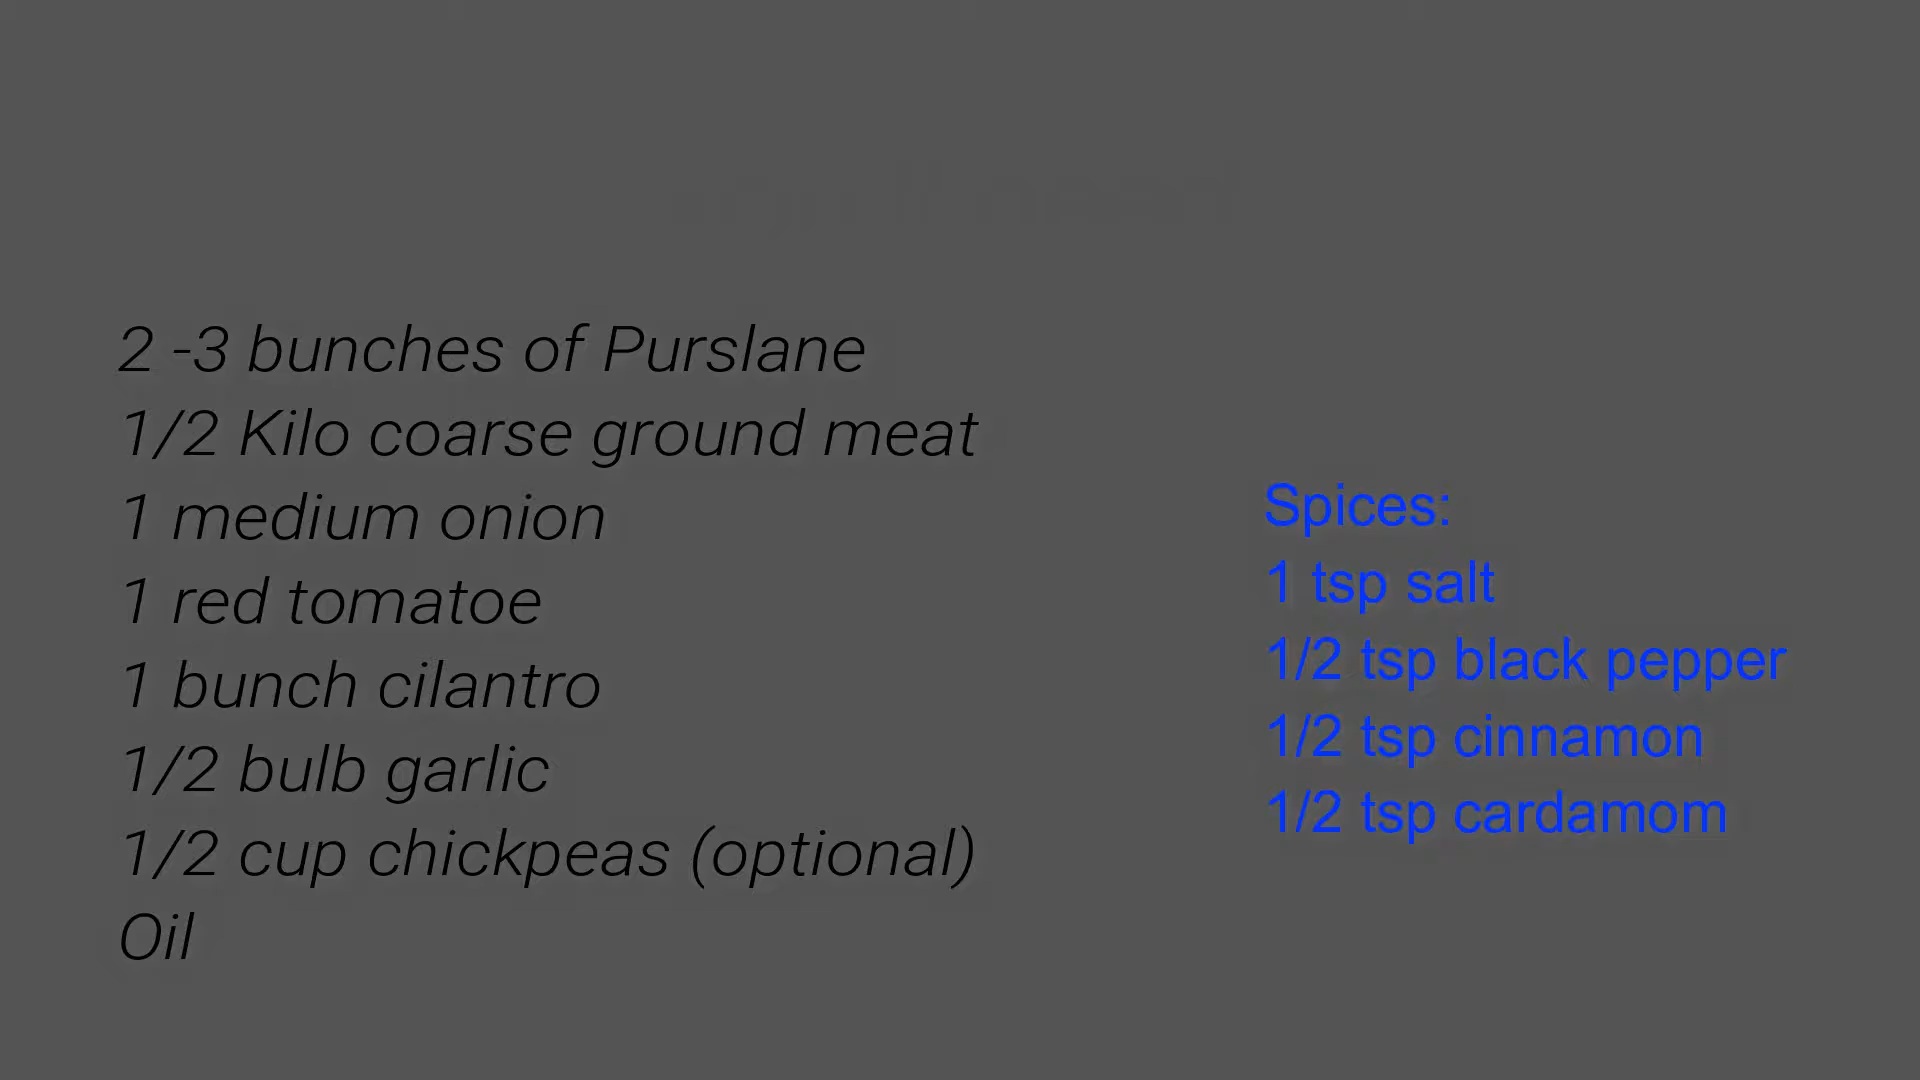 2 -3 bunches of Purslane
1/2 Kilo coarse ground meat
1 medium onion
1 red tomatoe
1 bunch cilantro
1/2 bulb garlic
1/2 cup chickpeas (optional)
Oil
Spices:
1 tsp salt
1/2 tsp black pepper
1/2 tsp cinnamon
1/2 tsp cardamom